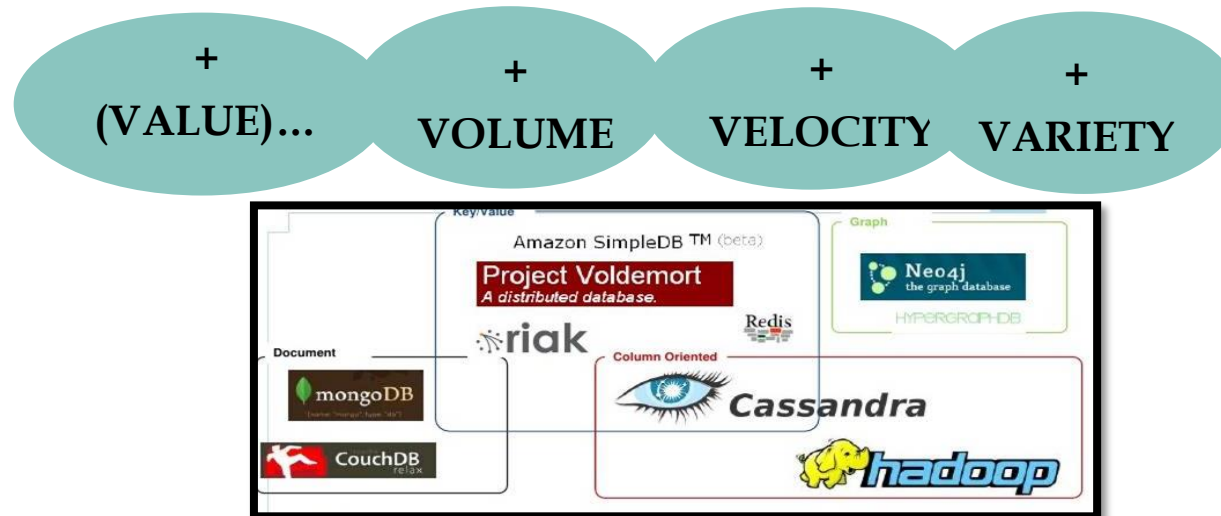 +
(VALUE)...
+
VOLUME
+
VELOCITY
+
VARIETY
Key/Value
Amazon SimpleDB TM (beta)
Project Voldemort
A distributed database.
riak
Redis
Graph
Neo4j
the graph database
HYPERGRAPHDB
Document
mongoDB
CouchDB
relax
Column Oriented
Cassandra
hadoop